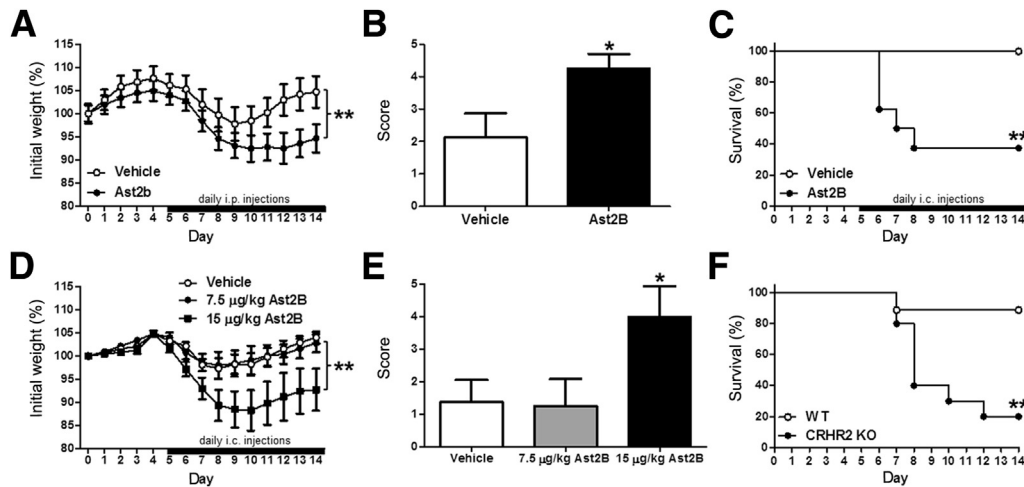 A
Initial weight (%)
115
110
105
100
95
90
85
80
Vehicle
Ast2b
**
daily i.p. injections
0 1 2 3 4 5 6 7 8 9 10 11 12 13 14
Day
B
Score
5
4
3
2
1
0
*
Vehicle Ast2B
C
Survival (%)
100
80
60
40
20
0
Vehicle
Ast2B
**
daily i.c. injections
0 1 2 3 4 5 6 7 8 9 10 11 12 13 14
Day
D
Initial weight (%)
115
110
105
100
95
90
85
80
Vehicle
7.5 µg/kg Ast2B
15 µg/kg Ast2B
**
daily i.c. injections
0 1 2 3 4 5 6 7 8 9 10 11 12 13 14
Day
E
Score
5
4
3
2
1
0
*
Vehicle 7.5 µg/kg Ast2B 15 µg/kg Ast2B
F
Survival (%)
100
80
60
40
20
0
WT
CRHR2 KO
**
0 1 2 3 4 5 6 7 8 9 10 11 12 13 14
Day